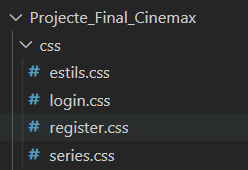 Projecte_Final_Cinemax
css
# estils.css
# login.css
# register.css
# series.css